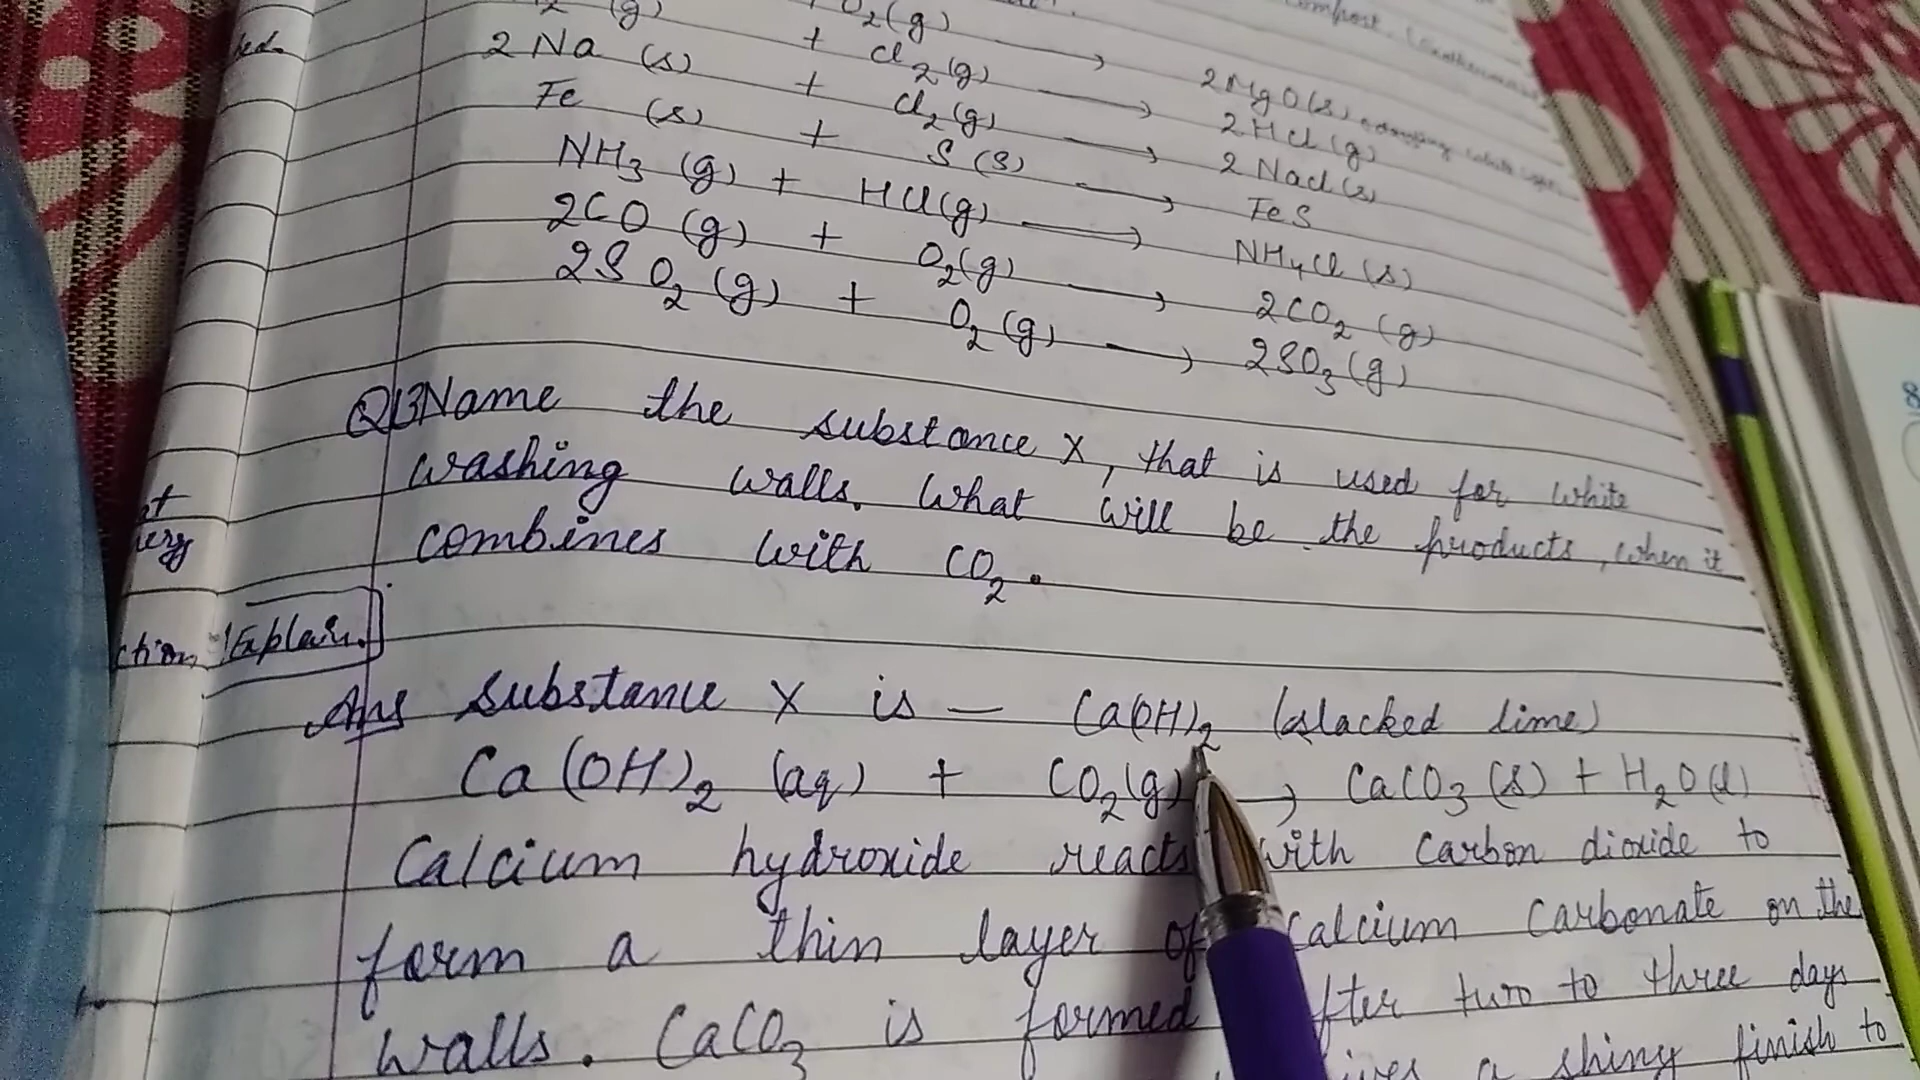 O2(g) → 2MgO(s)
+ Cl2(g) → 2HCl(g)
2Na (s) + Cl2(g) → 2NaCl(s)
Fe (s) + S(S) → FeS
NH3 (g) + HCl(g) → NH4Cl(s)
2CO (g) + O2(g) → 2CO2 (g)
2SO2 (g) + O2(g) → 2SO3(g)
Q13 Name the substance X, that is used for white
washing walls. What will be the products, when it
combines with CO2.
Explain.
Ans substance X is – Ca(OH)2 (slacked lime)
Ca(OH)2 (aq) + CO2(g) → CaCO3(s) + H2O(l)
Calcium hydroxide reacts with Carbon dioxide to
form a thin layer of Calcium Carbonate on the
walls. CaCO3 is formed after two to three days
a shiny finish to